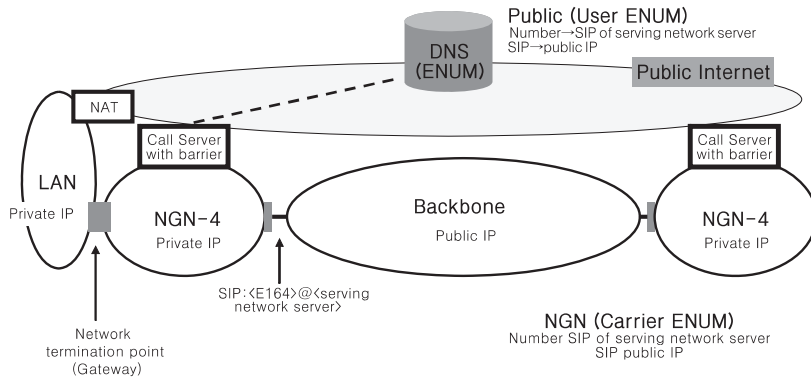 Public (User ENUM)
Number→SIP of serving network server
SIP→public IP
DNS
(ENUM)
Public Internet
NAT
Call Server
with barrier
Call Server
with barrier
LAN
Private IP
NGN-4
Private IP
Backbone
Public IP
NGN-4
Private IP
SIP:<E164>@<serving
network server>
Network
termination point
(Gateway)
NGN (Carrier ENUM)
Number SIP of serving network server
SIP public IP